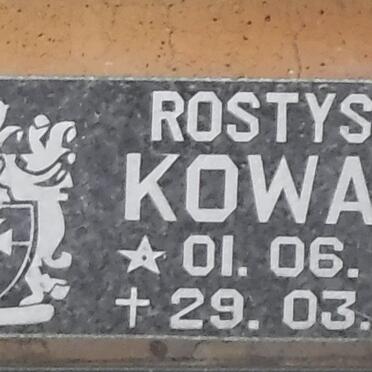 ROSTYS
KOWA
★ 01. 06.
† 29. 03.